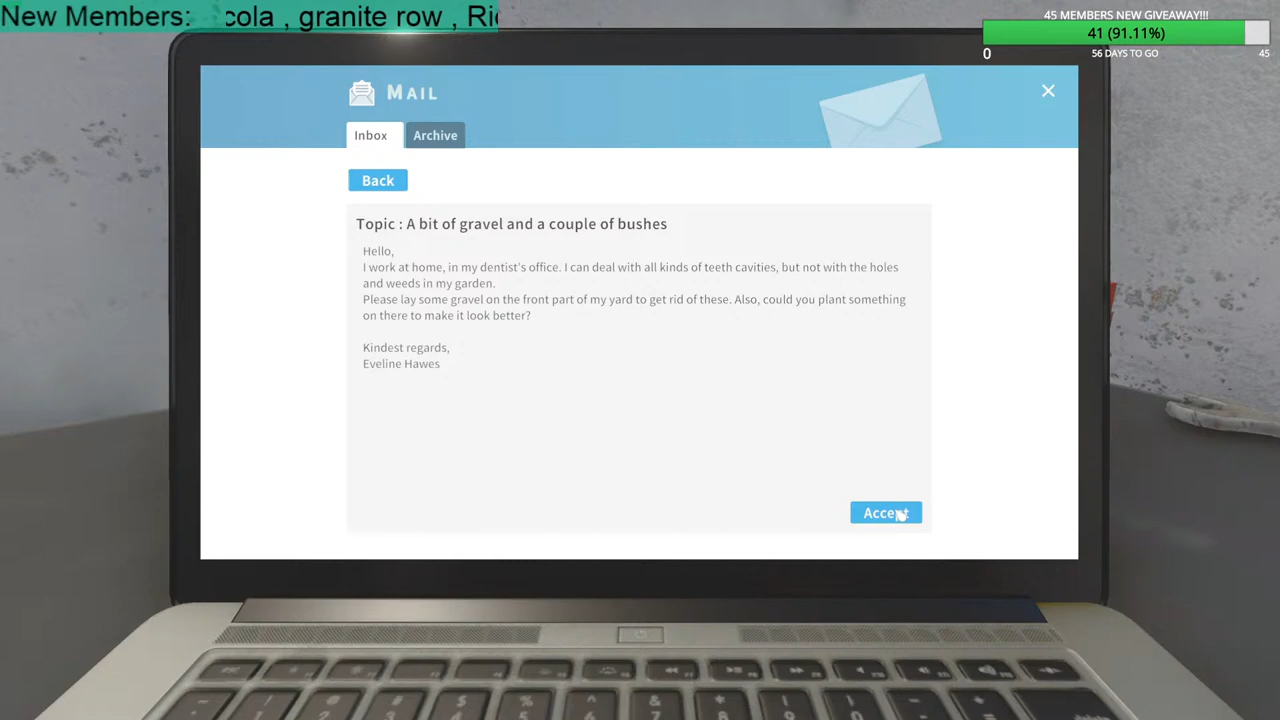 New Members: cola , granite row , Ric
45 MEMBERS NEW GIVEAWAY!!!
41 (91.11%)
0
56 DAYS TO GO
45
MAIL
Inbox
Archive
Back
Topic : A bit of gravel and a couple of bushes
Hello,
I work at home, in my dentist's office. I can deal with all kinds of teeth cavities, but not with the holes
and weeds in my garden.
Please lay some gravel on the front part of my yard to get rid of these. Also, could you plant something
on there to make it look better?
Kindest regards,
Eveline Hawes
Accept